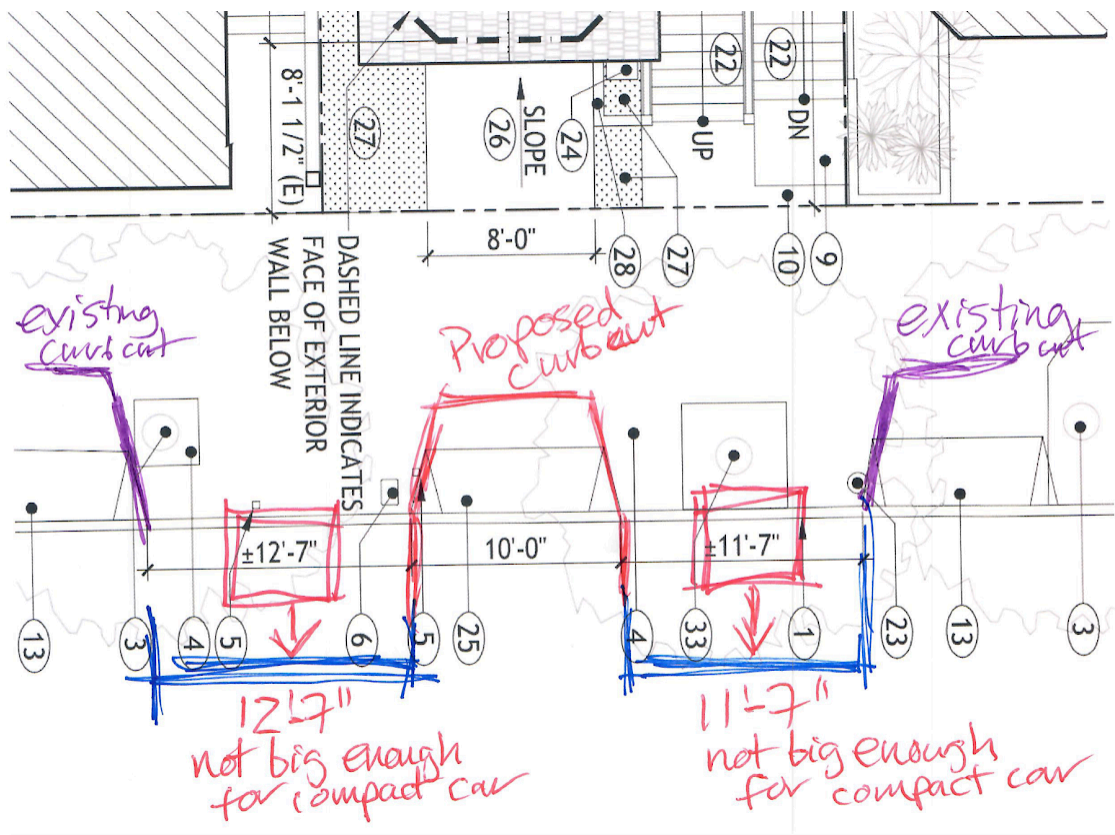 22
22
8'-1 1/2" (E)
27
26
SLOPE
24
UP
DN
8'-0"
28
27
10
9
DASHED LINE INDICATES
FACE OF EXTERIOR
WALL BELOW
existing
curb cut
Proposed
curbcut
existing
curb cut
±12'-7"
10'-0"
±11'-7"
13
3
4
5
6
5
25
4
33
1
23
13
3
12'-7"
not big enough
for compact car
11'-7"
not big enough
for compact car